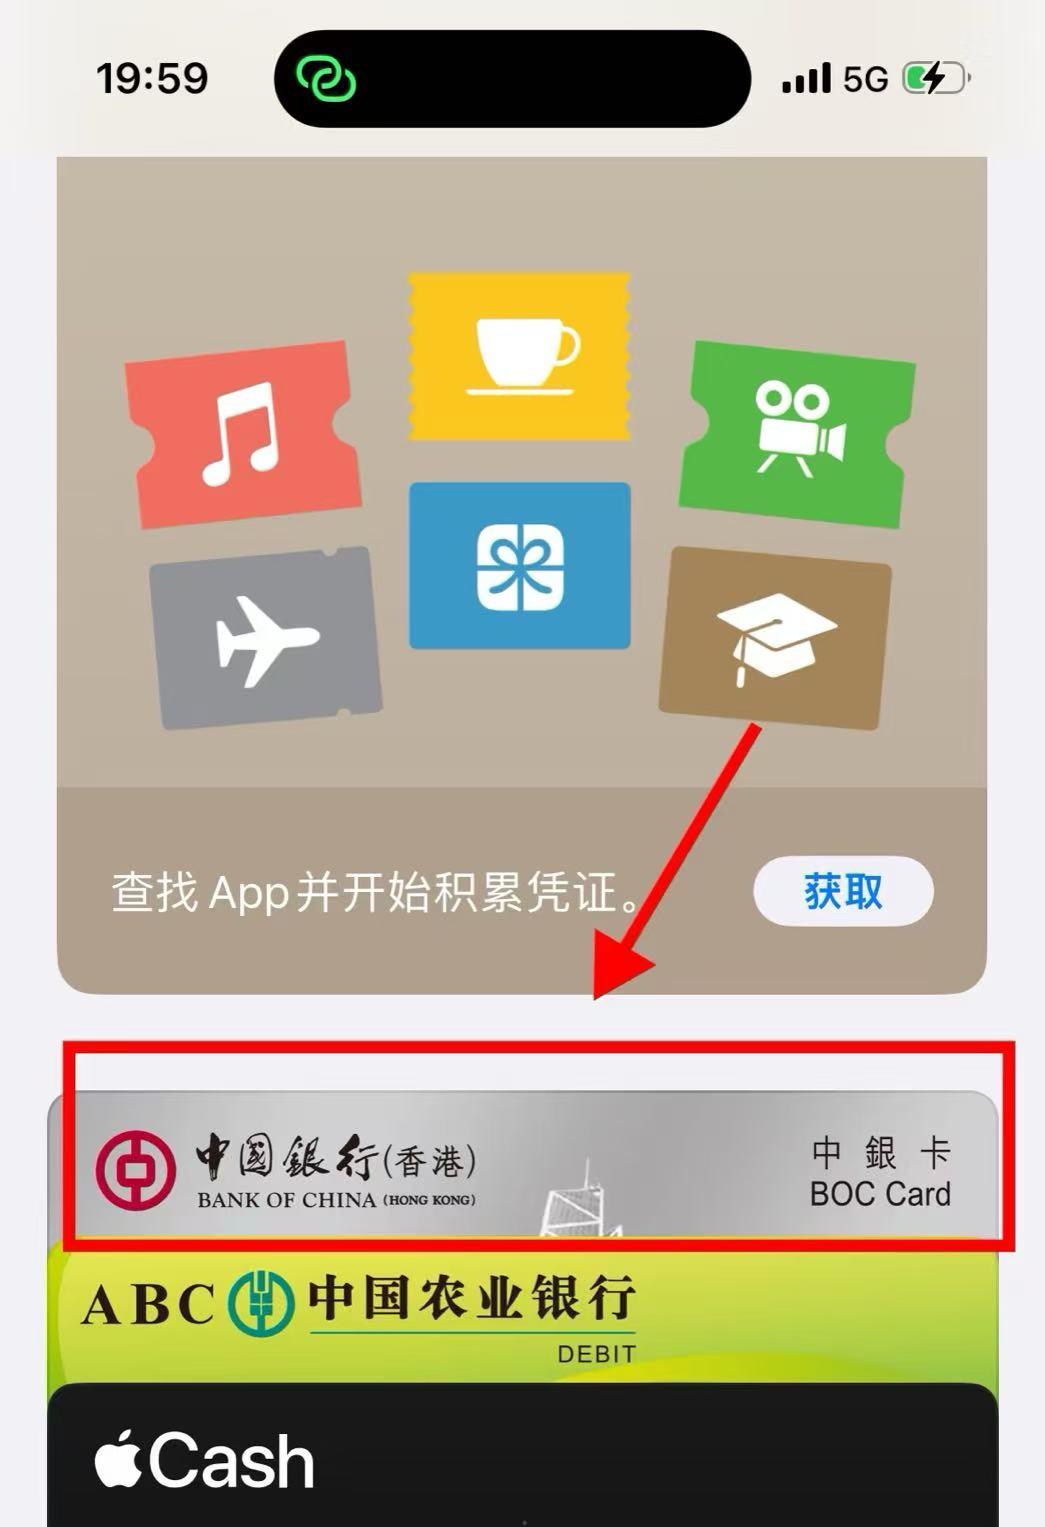 19:59
5G
查找 App 并开始积累凭证。
获取
中國銀行(香港)
BANK OF CHINA (HONG KONG)
中銀卡
BOC Card
ABC 中国农业银行
DEBIT
Cash